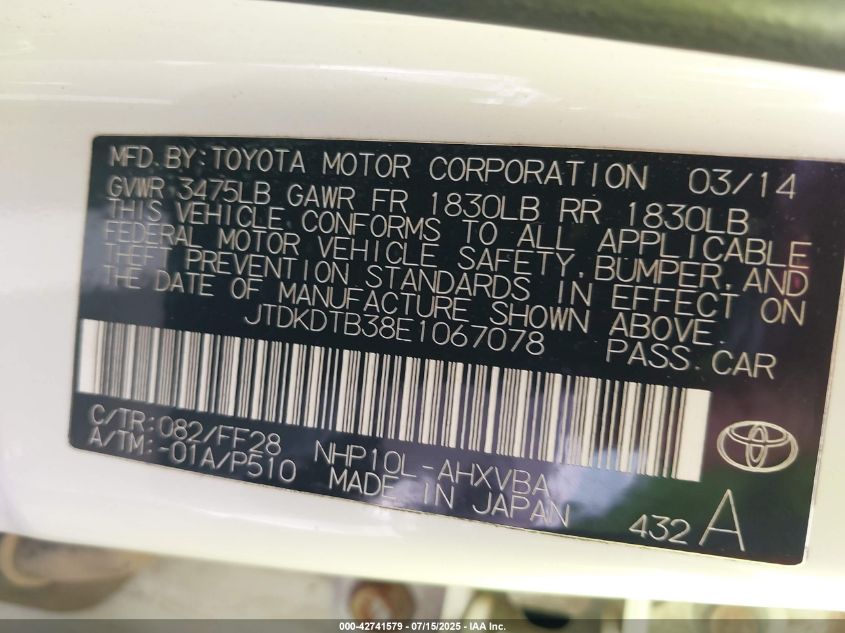 MFD.BY:TOYOTA MOTOR CORPORATION 03/14
GVWR 3475LB GAWR FR 1830LB RR 1830LB
THIS VEHICLE CONFORMS TO ALL APPLICABLE
FEDERAL MOTOR VEHICLE SAFETY,BUMPER,AND
THEFT PREVENTION STANDARDS IN EFFECT ON
THE DATE OF MANUFACTURE SHOWN ABOVE.
JTDKDTB38E1067078 PASS.CAR
C/TR:082/FF28 NHP10L-AHXVBA
A/TM:-01A/P510 MADE IN JAPAN 432 A
000-42741579 - 07/15/2025 - IAA Inc.